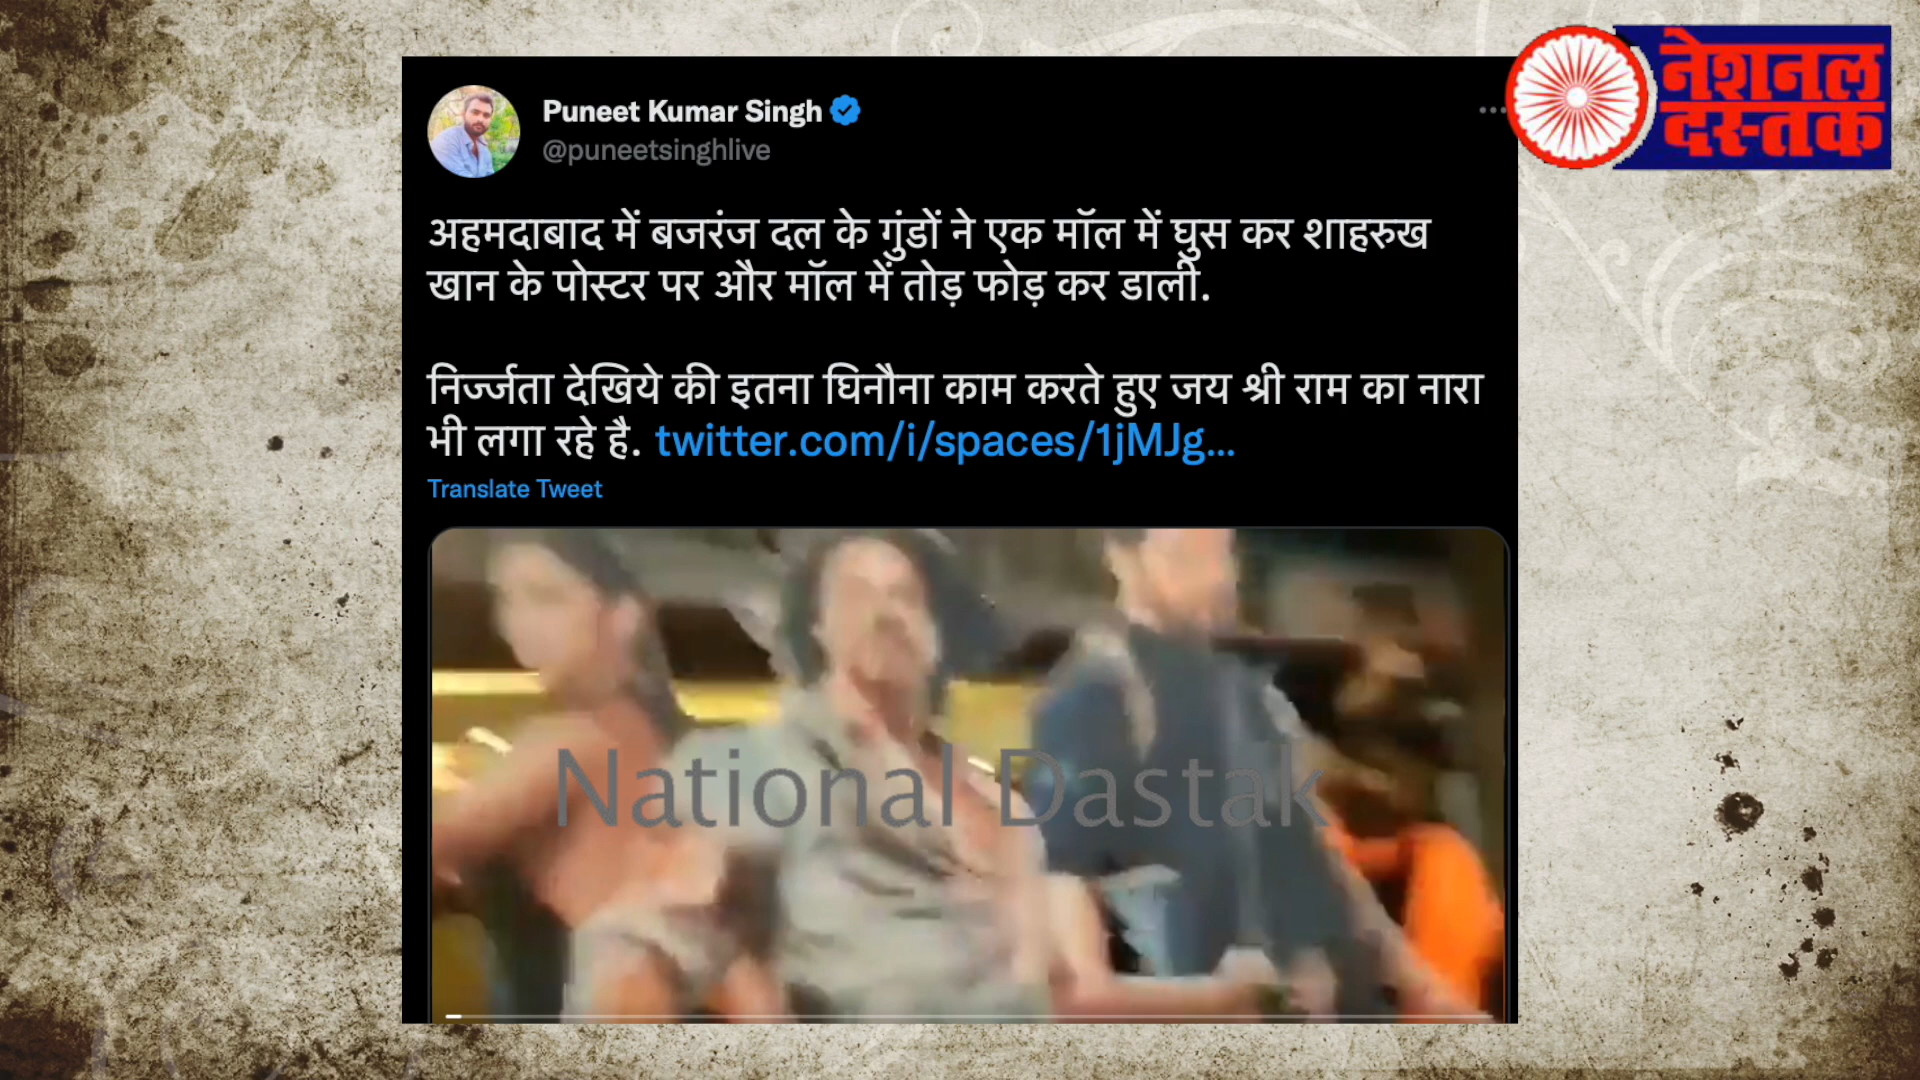 नेशनल
दस्तक
Puneet Kumar Singh
@puneetsinghlive
अहमदाबाद में बजरंज दल के गुंडों ने एक मॉल में घुस कर शाहरुख
खान के पोस्टर पर और मॉल में तोड़ फोड़ कर डाली.
निर्ज्जता देखिये की इतना घिनौना काम करते हुए जय श्री राम का नारा
भी लगा रहे है. twitter.com/i/spaces/1jMJg...
Translate Tweet
National Dastak